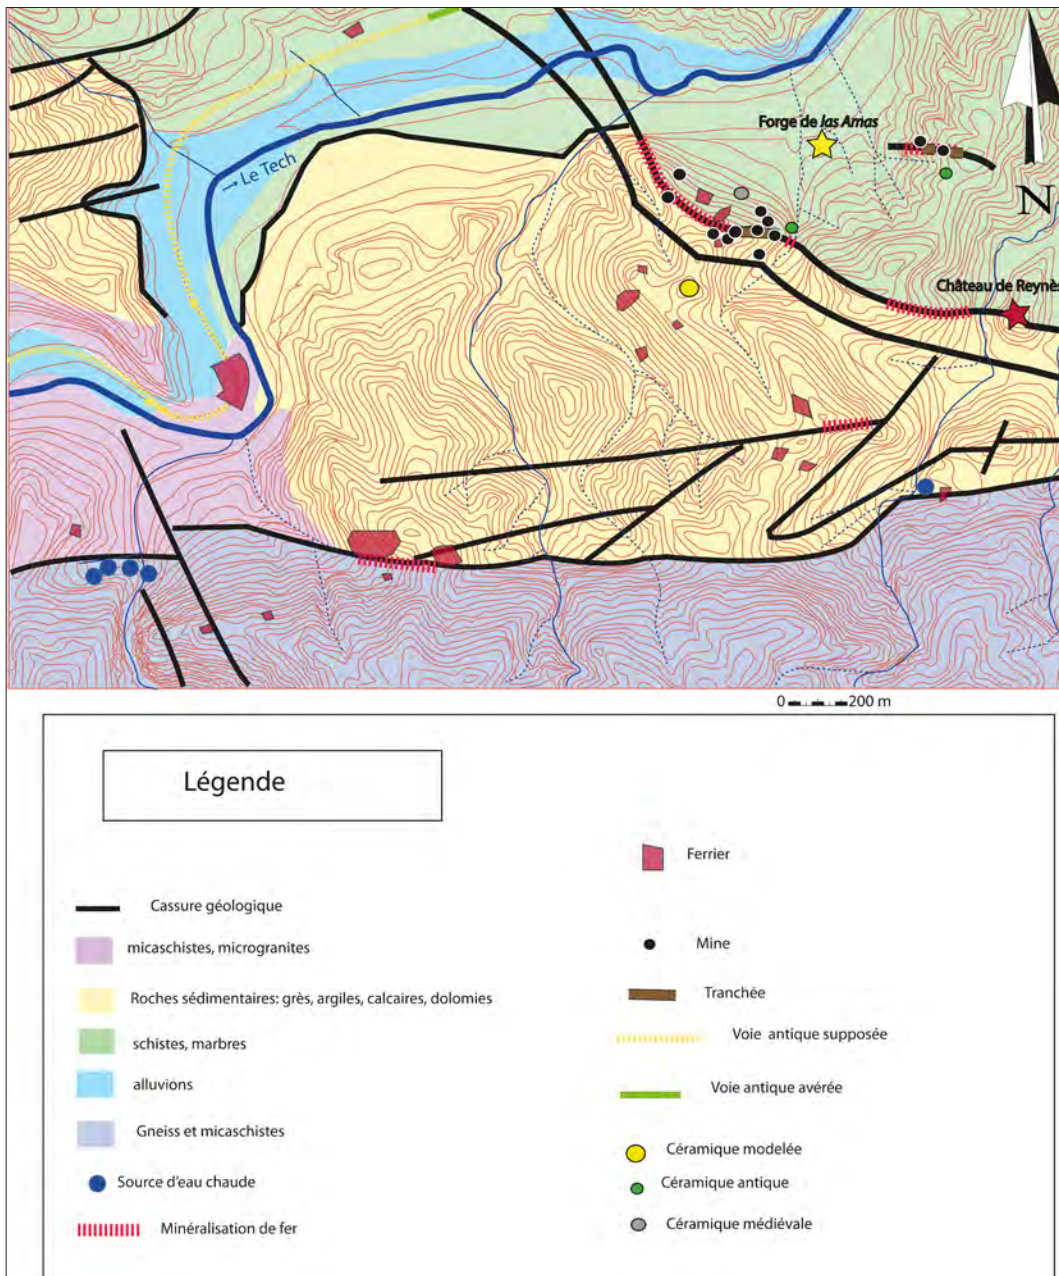 Forge de las Amas
→ Le Tech
N
Château de Reynès
0 200 m
Légende
Cassure géologique
micaschistes, microgranites
Roches sédimentaires: grès, argiles, calcaires, dolomies
schistes, marbres
alluvions
Gneiss et micaschistes
Source d'eau chaude
Minéralisation de fer
Ferrier
Mine
Tranchée
Voie antique supposée
Voie antique avérée
Céramique modelée
Céramique antique
Céramique médiévale